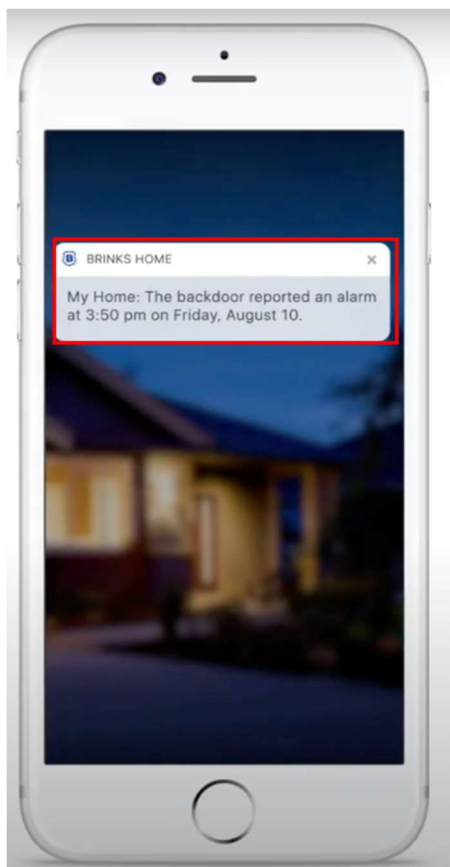 B BRINKS HOME ×
My Home: The backdoor reported an alarm
at 3:50 pm on Friday, August 10.